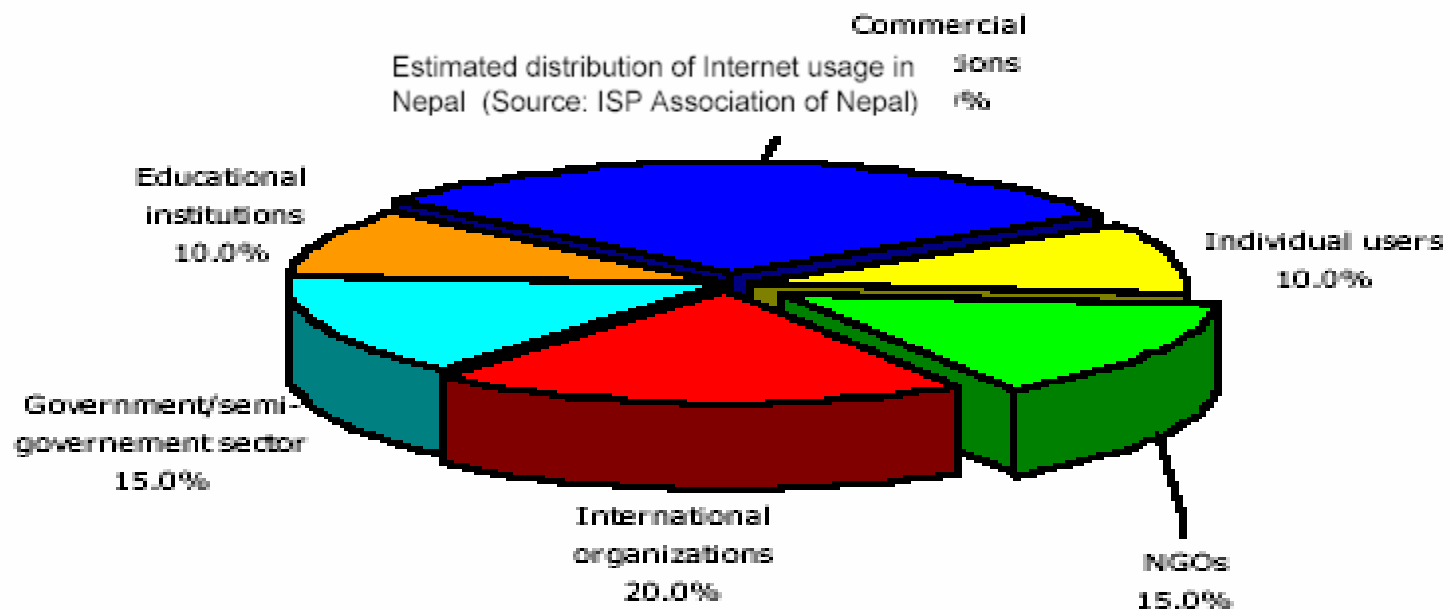 Commercial
Estimated distribution of Internet usage in
Nepal (Source: ISP Association of Nepal)
%
Educational
institutions
10.0%
Individual users
10.0%
Government/semi-
governement sector
15.0%
International
organizations
20.0%
NGOs
15.0%